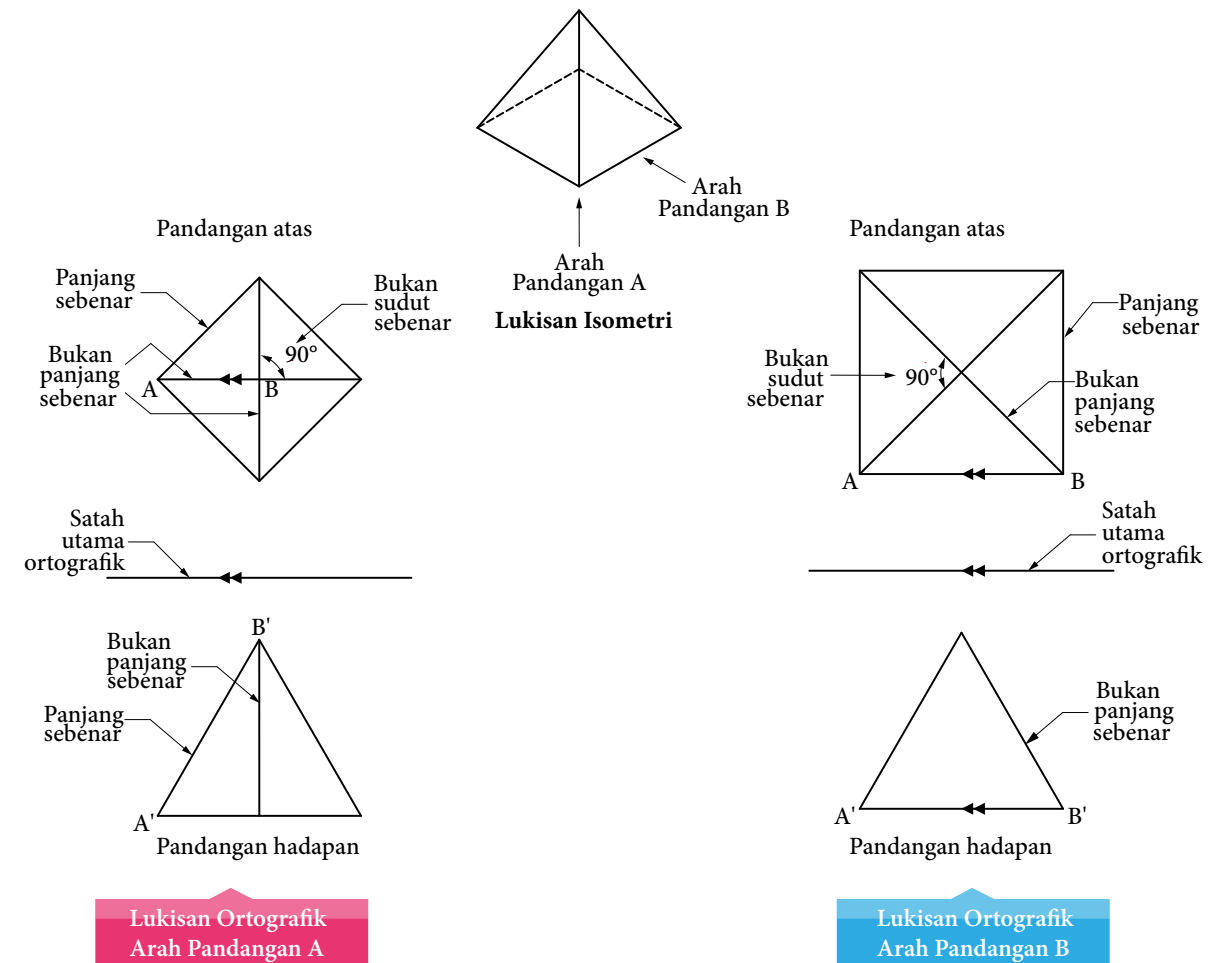 Arah
Pandangan B
Arah
Pandangan A
Lukisan Isometri
Pandangan atas
Panjang
sebenar
Bukan
sudut
sebenar
90°
Bukan
panjang
sebenar
A
B
Satah
utama
ortografik
B'
Bukan
panjang
sebenar
Panjang
sebenar
A'
Pandangan hadapan
Lukisan Ortografik
Arah Pandangan A
Pandangan atas
Panjang
sebenar
Bukan
sudut
sebenar
90°
Bukan
panjang
sebenar
A
B
Satah
utama
ortografik
Bukan
panjang
sebenar
A'
B'
Pandangan hadapan
Lukisan Ortografik
Arah Pandangan B